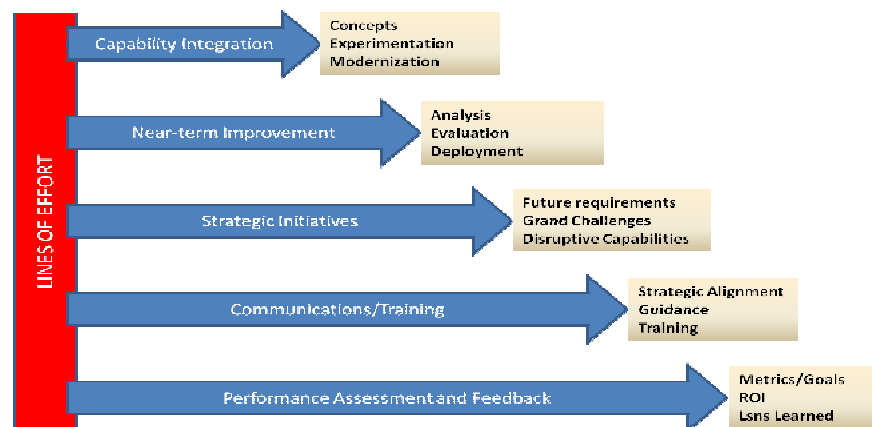 LINES OF EFFORT
Capability Integration
Concepts
Experimentation
Modernization
Near-term Improvement
Analysis
Evaluation
Deployment
Strategic Initiatives
Future requirements
Grand Challenges
Disruptive Capabilities
Communications/Training
Strategic Alignment
Guidance
Training
Performance Assessment and Feedback
Metrics/Goals
ROI
Lsns Learned